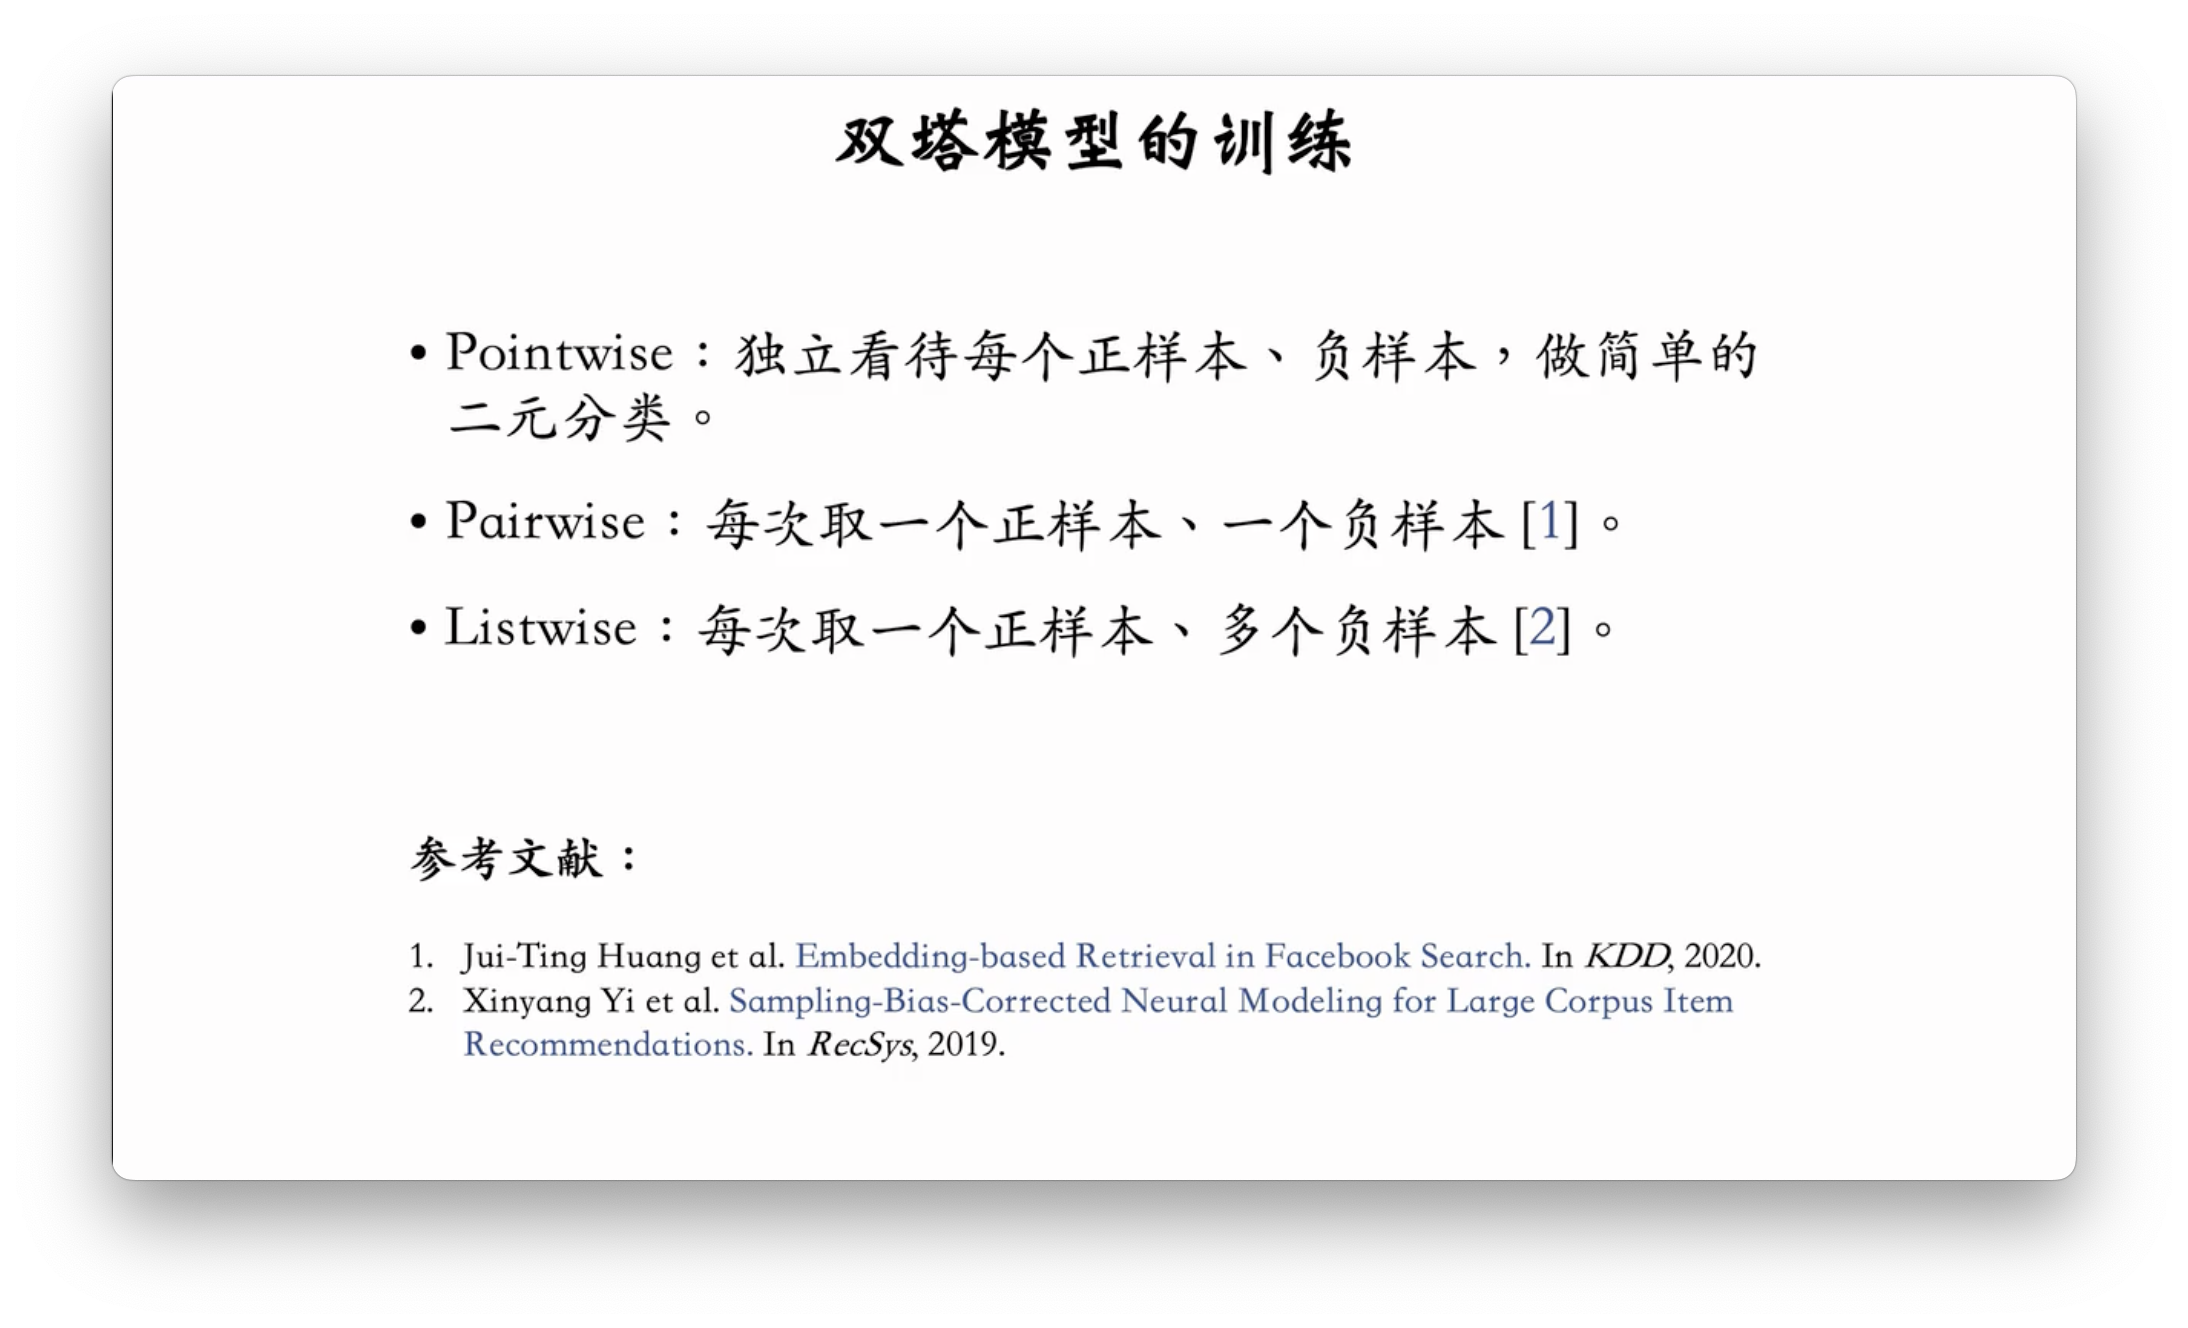 双塔模型的训练
• Pointwise：独立看待每个正样本、负样本，做简单的
二元分类。
• Pairwise：每次取一个正样本、一个负样本 [1]。
• Listwise：每次取一个正样本、多个负样本 [2]。
参考文献：
1. Jui-Ting Huang et al. Embedding-based Retrieval in Facebook Search. In KDD, 2020.
2. Xinyang Yi et al. Sampling-Bias-Corrected Neural Modeling for Large Corpus Item
Recommendations. In RecSys, 2019.